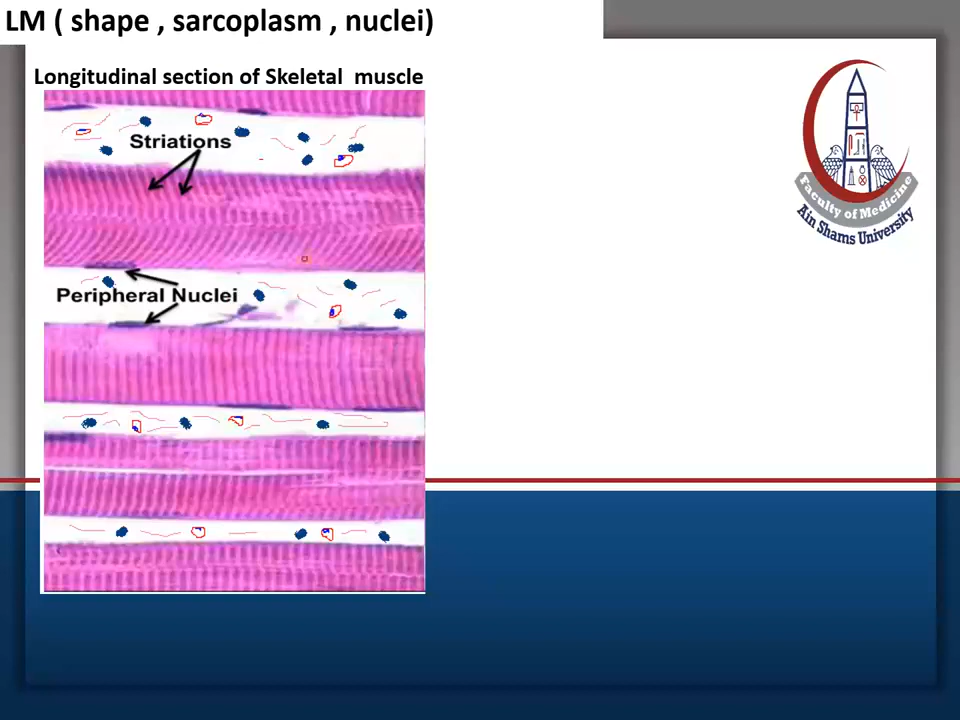 LM ( shape , sarcoplasm , nuclei)
Longitudinal section of Skeletal  muscle
Striations
Peripheral Nuclei
Faculty of Medicine
Ain Shams University